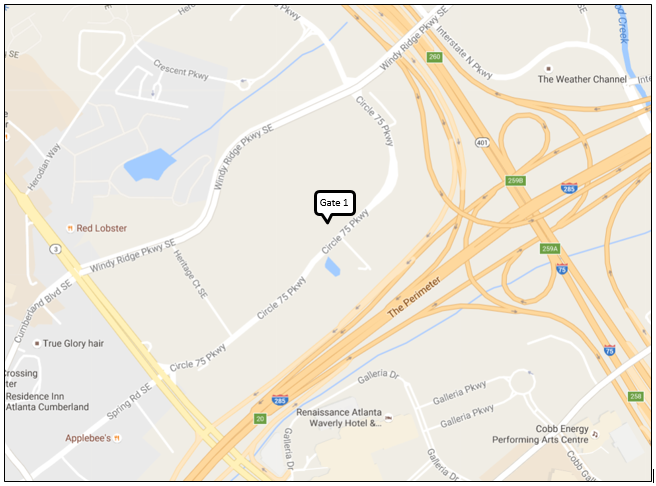 Windy Ridge Pkwy SE
Interstate N Pkwy
260
Crescent Pkwy
The Weather Channel
Circle 75 Pkwy
401
Herodian Way
Windy Ridge Pkwy SE
259B
285
Gate 1
Red Lobster
Circle 75 Pkwy
3
Windy Ridge Pkwy SE
259A
75
Heritage Ct SE
Cumberland Blvd SE
The Perimeter
Circle 75 Pkwy
True Glory hair
75
Circle 75 Pkwy
Crossing
ter
Galleria Dr
Galleria Pkwy
Residence Inn
Atlanta Cumberland
Spring Rd SE
285
258
20
Renaissance Atlanta
Waverly Hotel &...
Galleria Pkwy
Applebee's
Galleria Dr
Galleria Dr
Cobb Energy
Performing Arts Centre
Cobb Gall